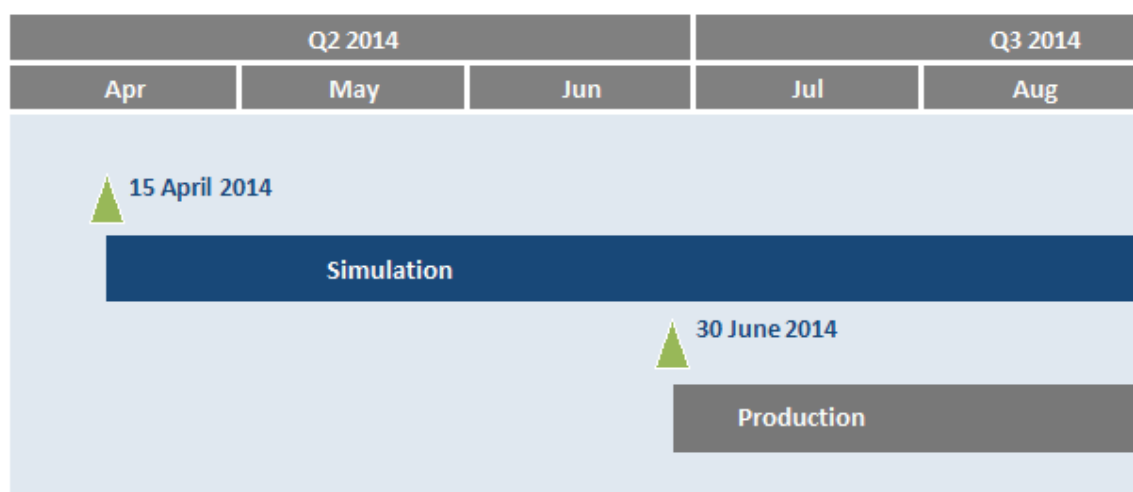 Q2 2014 Q3 2014
Apr May Jun Jul Aug
15 April 2014
Simulation
30 June 2014
Production